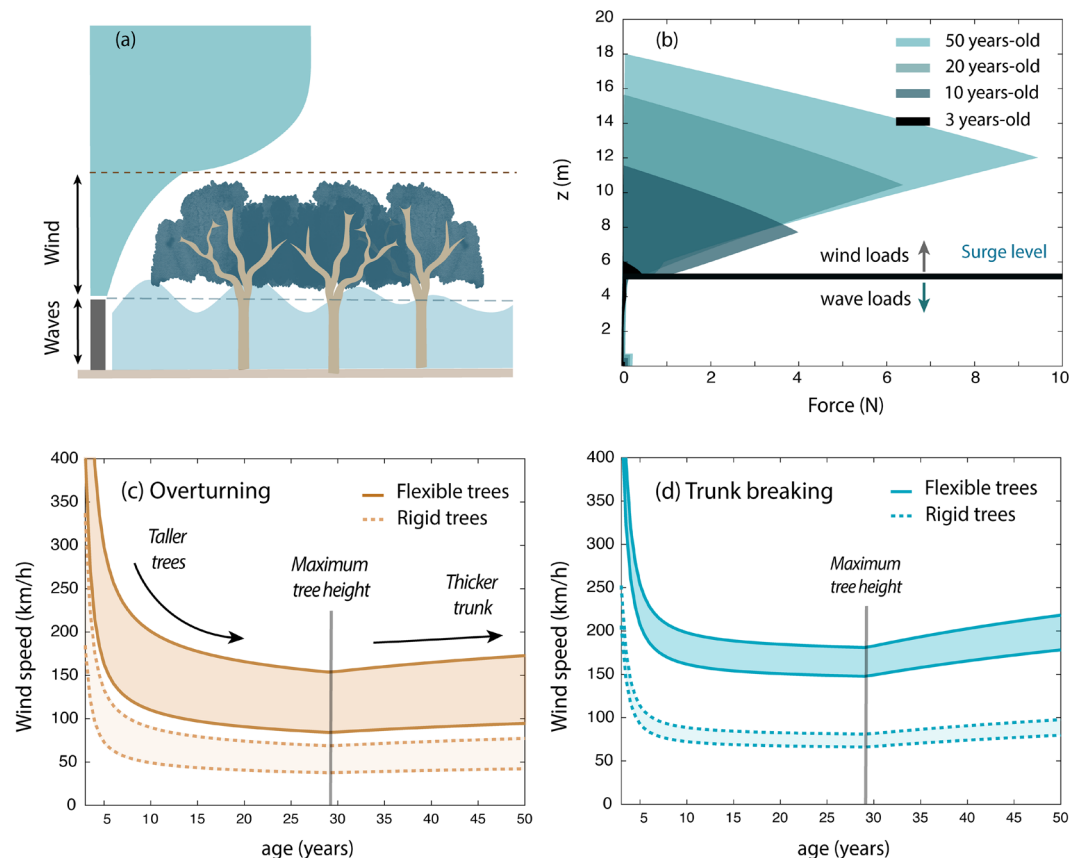 (a)
Wind
Waves
(b)
50 years-old
20 years-old
10 years-old
3 years-old
20
18
16
14
12
10
8
6
4
2
z (m)
wind loads
Surge level
wave loads
0 2 4 6 8 10
Force (N)
(c) Overturning
Flexible trees
Rigid trees
Taller
trees
Maximum
tree height
Thicker
trunk
400
350
300
250
200
150
100
50
0
Wind speed (km/h)
5 10 15 20 25 30 35 40 45 50
age (years)
(d) Trunk breaking
Flexible trees
Rigid trees
Maximum
tree height
400
350
300
250
200
150
100
50
0
Wind speed (km/h)
5 10 15 20 25 30 35 40 45 50
age (years)